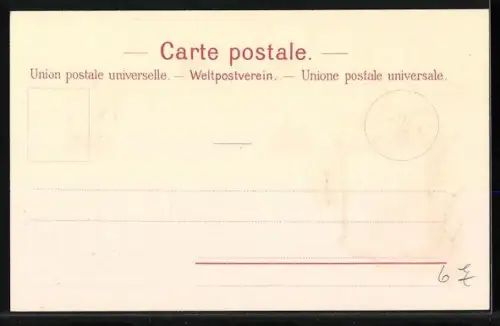 — Carte postale. —
Union postale universelle. — Weltpostverein. — Unione postale universale.
6